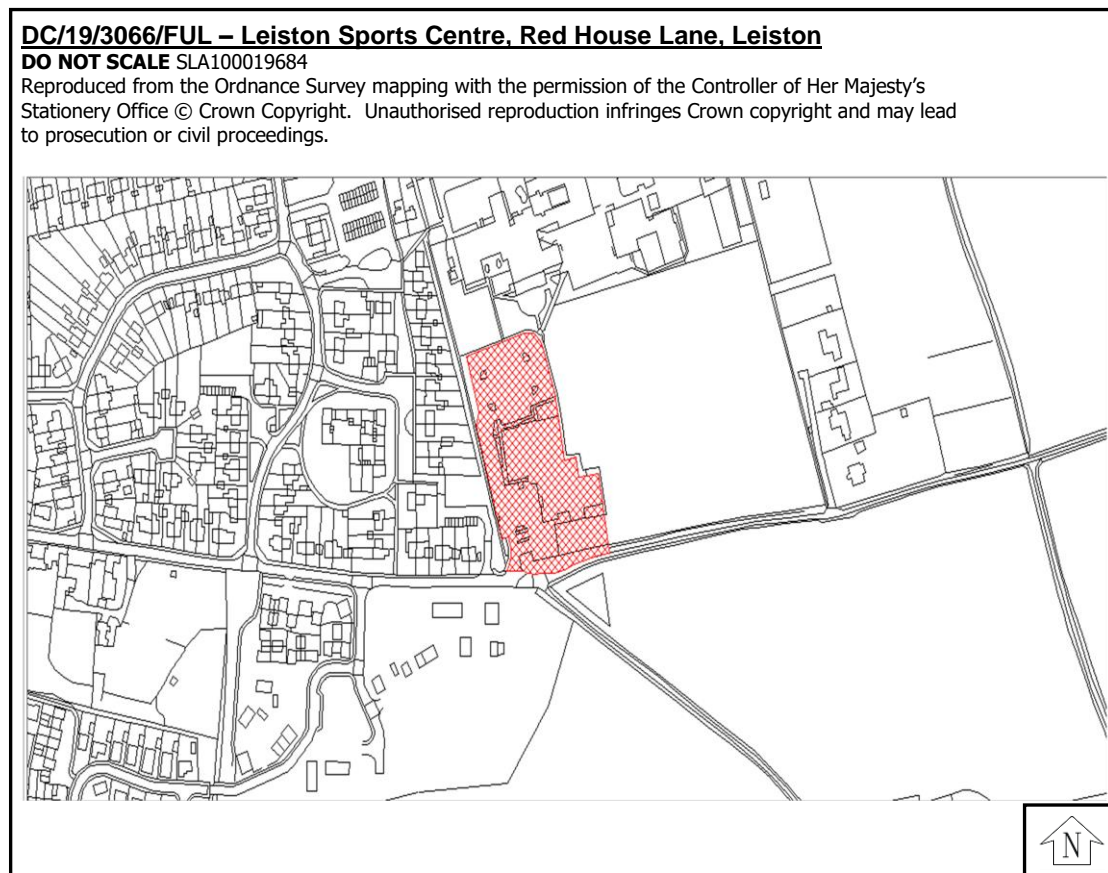 DC/19/3066/FUL – Leiston Sports Centre, Red House Lane, Leiston
DO NOT SCALE SLA100019684
Reproduced from the Ordnance Survey mapping with the permission of the Controller of Her Majesty’s
Stationery Office © Crown Copyright. Unauthorised reproduction infringes Crown copyright and may lead
to prosecution or civil proceedings.
N